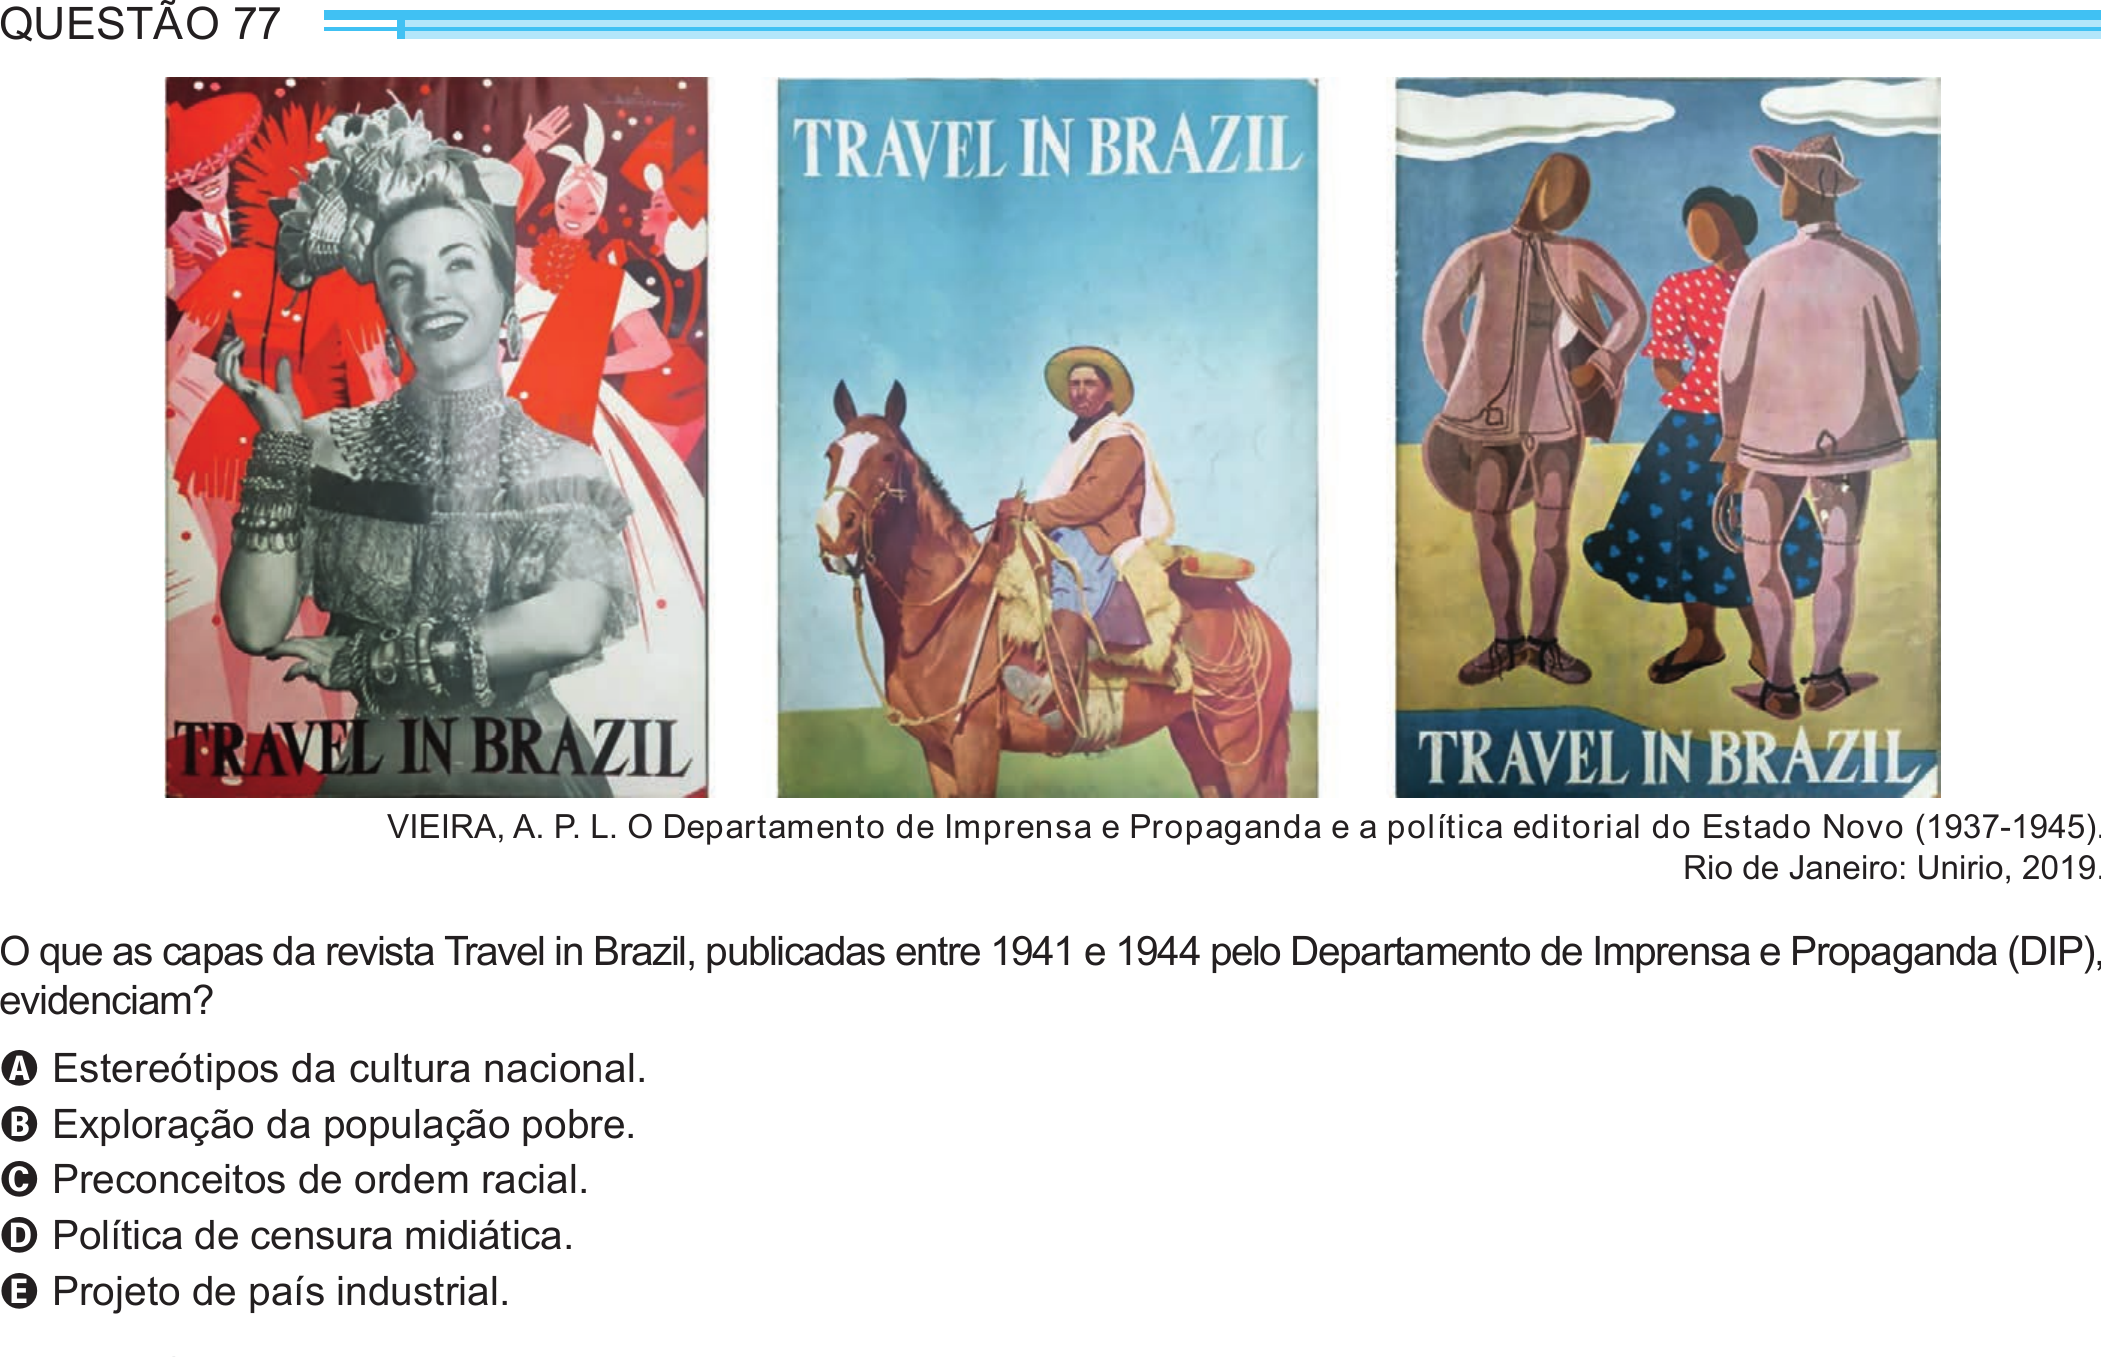 QUESTÃO 77
TRAVEL IN BRAZIL
TRAVEL IN BRAZIL
TRAVEL IN BRAZIL
VIEIRA, A. P. L. O Departamento de Imprensa e Propaganda e a política editorial do Estado Novo (1937-1945).
Rio de Janeiro: Unirio, 2019.
O que as capas da revista Travel in Brazil, publicadas entre 1941 e 1944 pelo Departamento de Imprensa e Propaganda (DIP),
evidenciam?
A Estereótipos da cultura nacional.
B Exploração da população pobre.
C Preconceitos de ordem racial.
D Política de censura midiática.
E Projeto de país industrial.